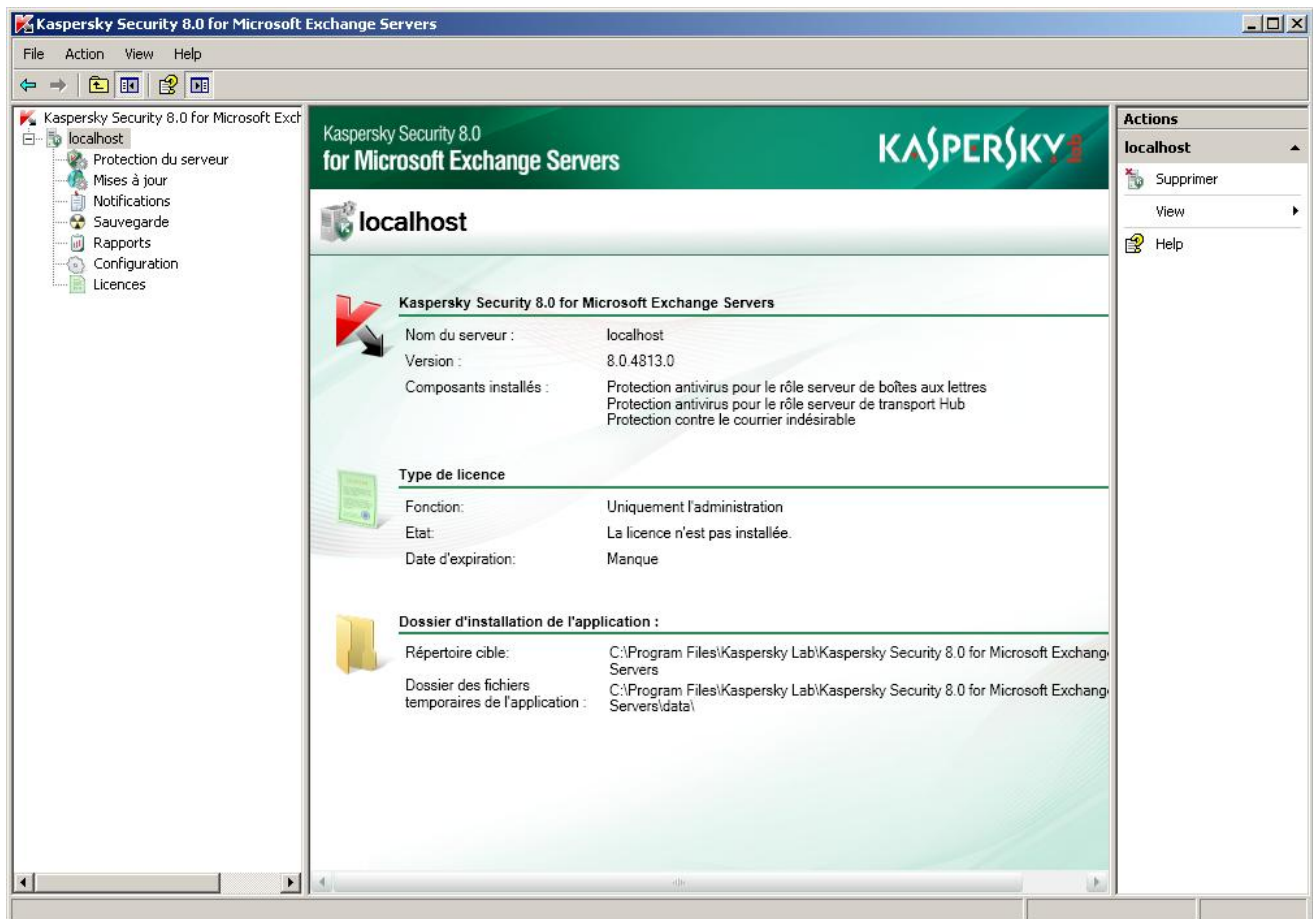 Kaspersky Security 8.0 for Microsoft Exchange Servers
File Action View Help
Kaspersky Security 8.0 for Microsoft Exch
localhost
Protection du serveur
Mises à jour
Notifications
Sauvegarde
Rapports
Configuration
Licences
Kaspersky Security 8.0
for Microsoft Exchange Servers
KASPERSKY lab
localhost
Kaspersky Security 8.0 for Microsoft Exchange Servers
Nom du serveur : localhost
Version : 8.0.4813.0
Composants installés : Protection antivirus pour le rôle serveur de boîtes aux lettres
Protection antivirus pour le rôle serveur de transport Hub
Protection contre le courrier indésirable
Type de licence
Fonction: Uniquement l'administration
Etat: La licence n'est pas installée.
Date d'expiration: Manque
Dossier d'installation de l'application :
Répertoire cible: C:\Program Files\Kaspersky Lab\Kaspersky Security 8.0 for Microsoft Exchang
Servers
Dossier des fichiers
temporaires de l'application : C:\Program Files\Kaspersky Lab\Kaspersky Security 8.0 for Microsoft Exchang
Servers\data\
Actions
localhost
Supprimer
View
Help